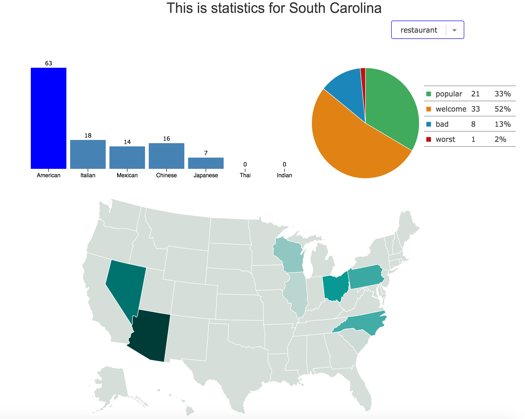 This is statistics for South Carolina
restaurant
63
18
14
16
7
0
0
American Italian Mexican Chinese Japanese Thai Indian
popular 21 33%
welcome 33 52%
bad 8 13%
worst 1 2%